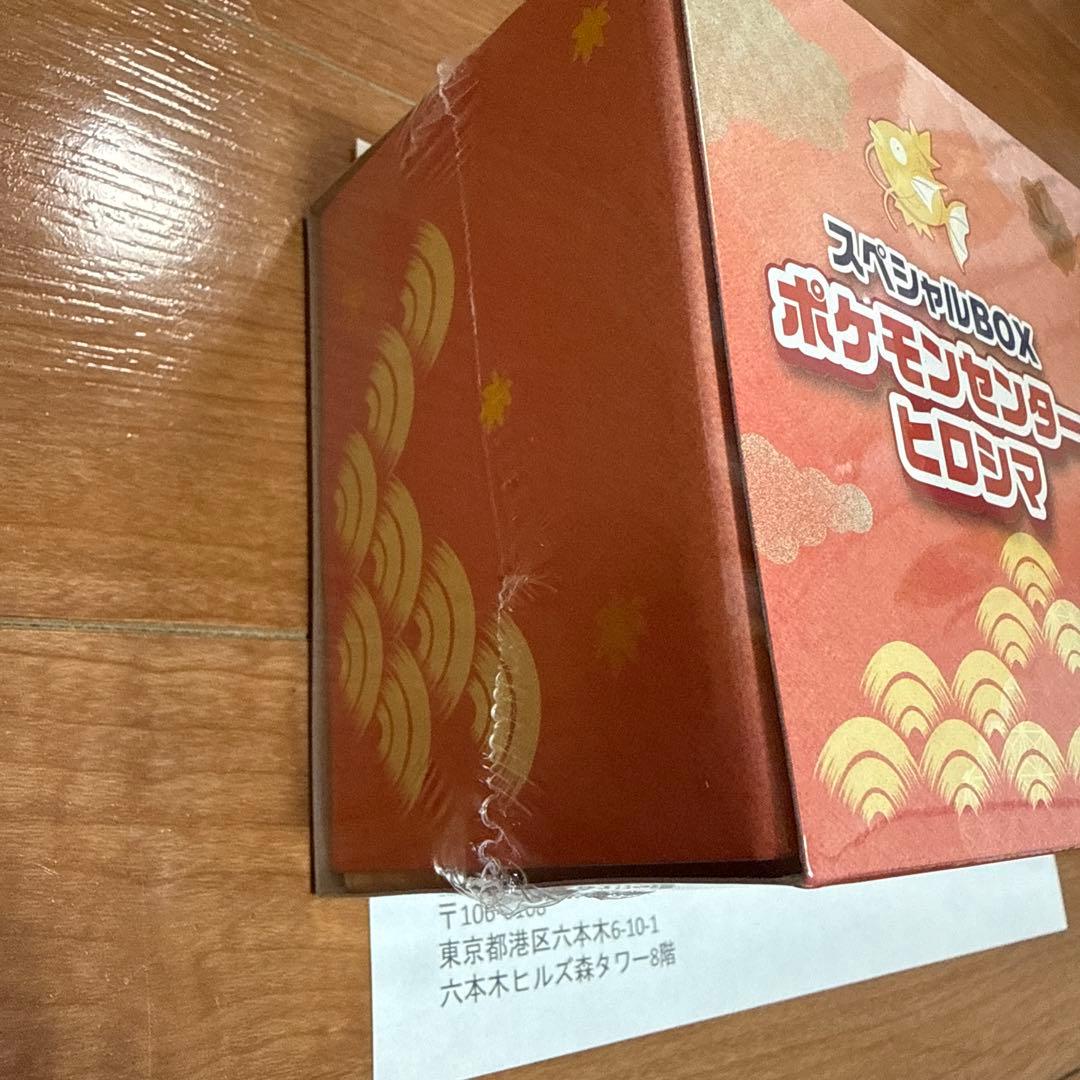 スペシャルBOX
ポケモンセンター
ヒロシマ
〒106-6108
東京都港区六本木6-10-1
六本木ヒルズ森タワー8階